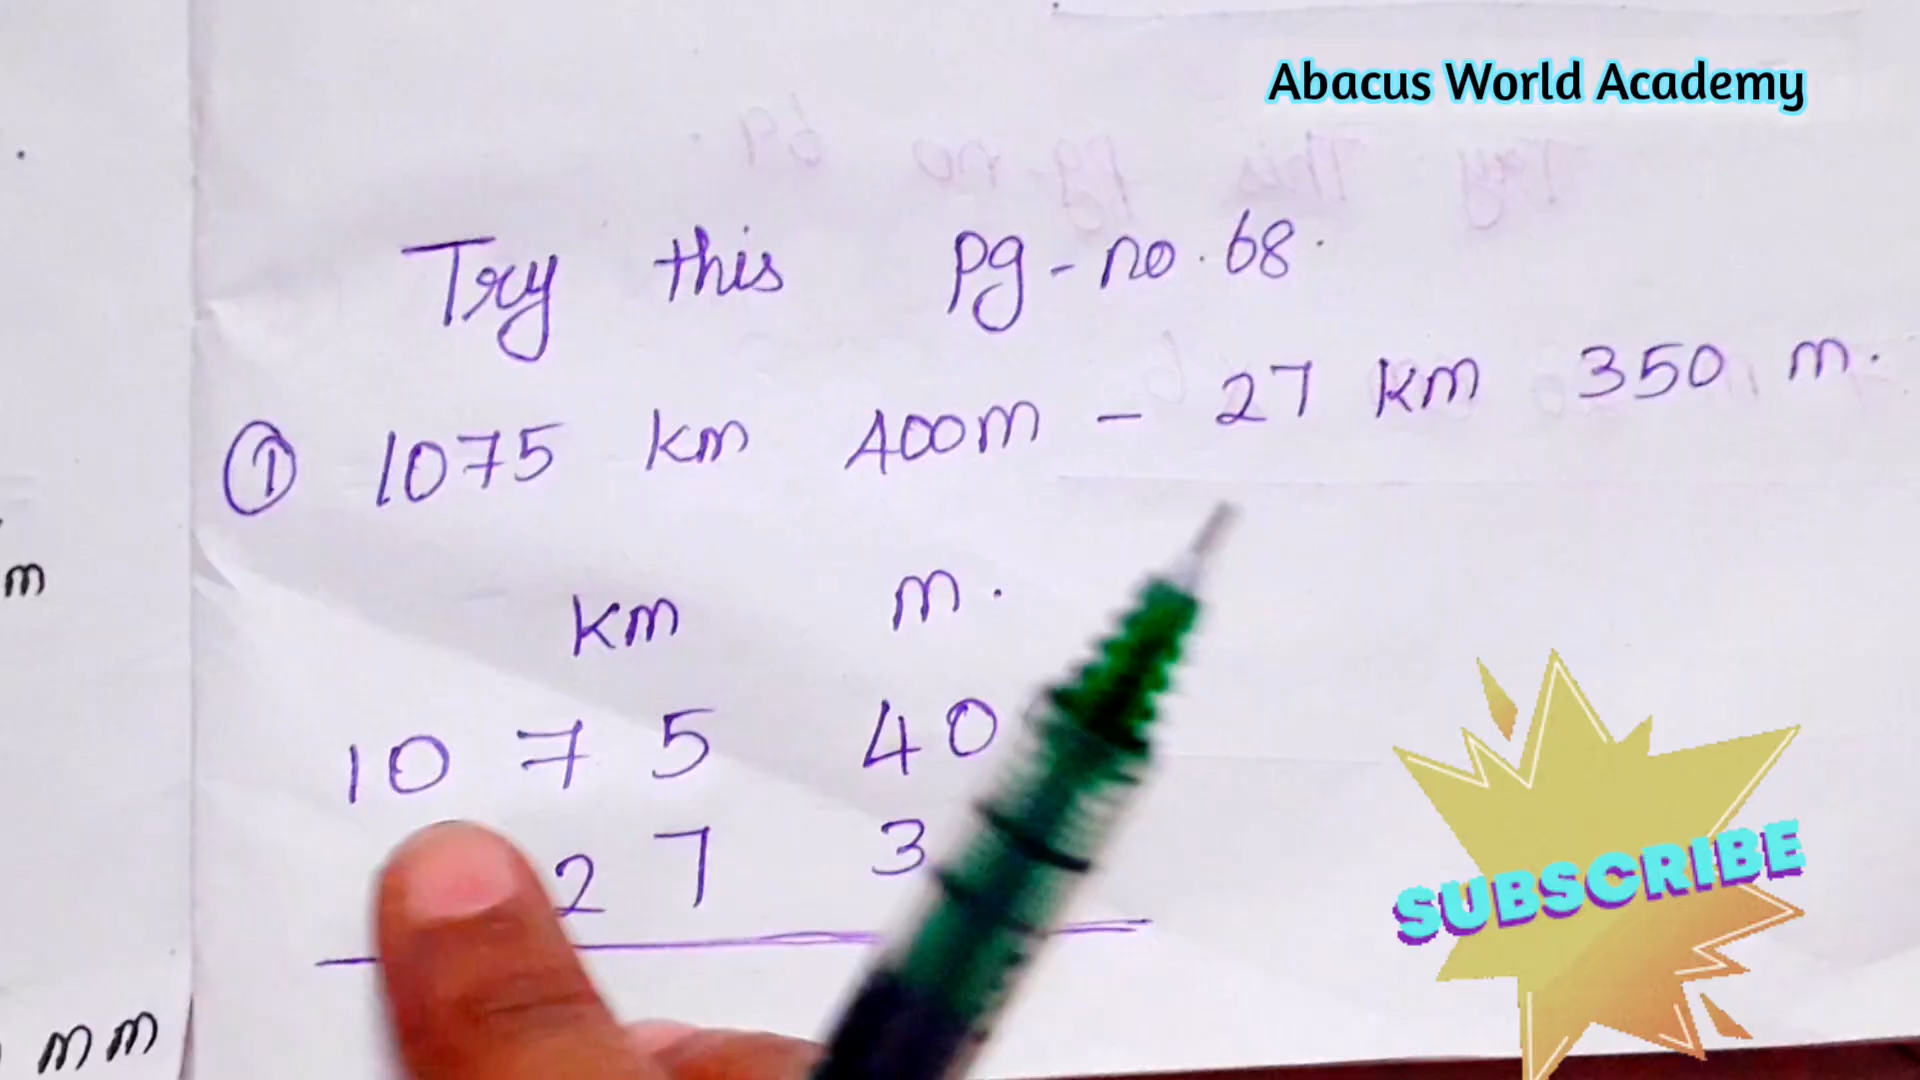 Abacus World Academy
Try this pg-no.68.
① 1075 km 400m - 27 km 350 m.
km m.
1075 40
27 3
SUBSCRIBE
m
mm